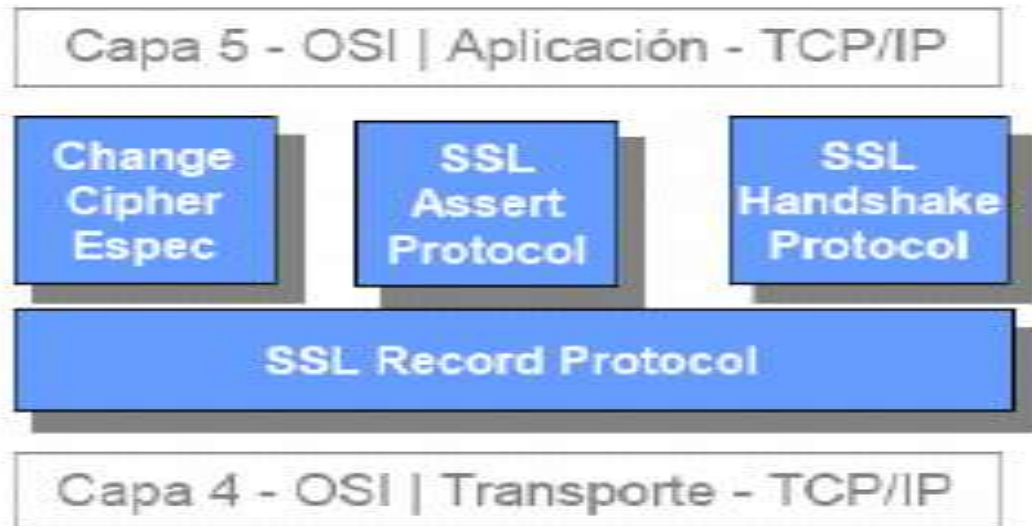 Capa 5 - OSI | Aplicación - TCP/IP
Change
Cipher
Espec
SSL
Assert
Protocol
SSL
Handshake
Protocol
SSL Record Protocol
Capa 4 - OSI | Transporte - TCP/IP